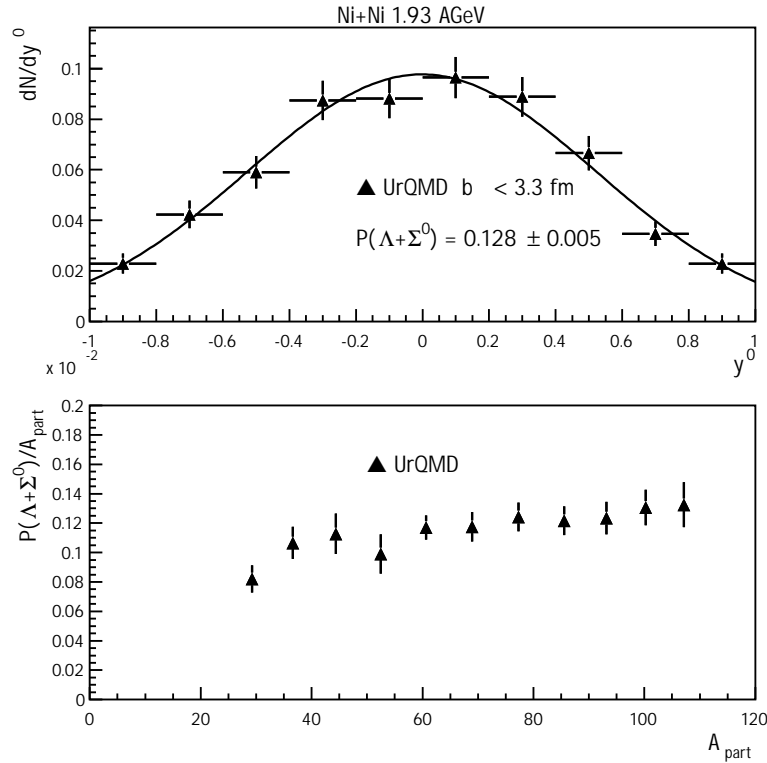 Ni+Ni 1.93 AGeV
dN/dy⁰
0.1
0.08
0.06
0.04
0.02
0
▲ UrQMD b < 3.3 fm
P(Λ+Σ⁰) = 0.128 ± 0.005
-1 -0.8 -0.6 -0.4 -0.2 0 0.2 0.4 0.6 0.8 1
y⁰
x 10⁻²
P(Λ+Σ⁰)/A_part
0.2
0.18
0.16
0.14
0.12
0.1
0.08
0.06
0.04
0.02
0
▲ UrQMD
0 20 40 60 80 100 120
A_part